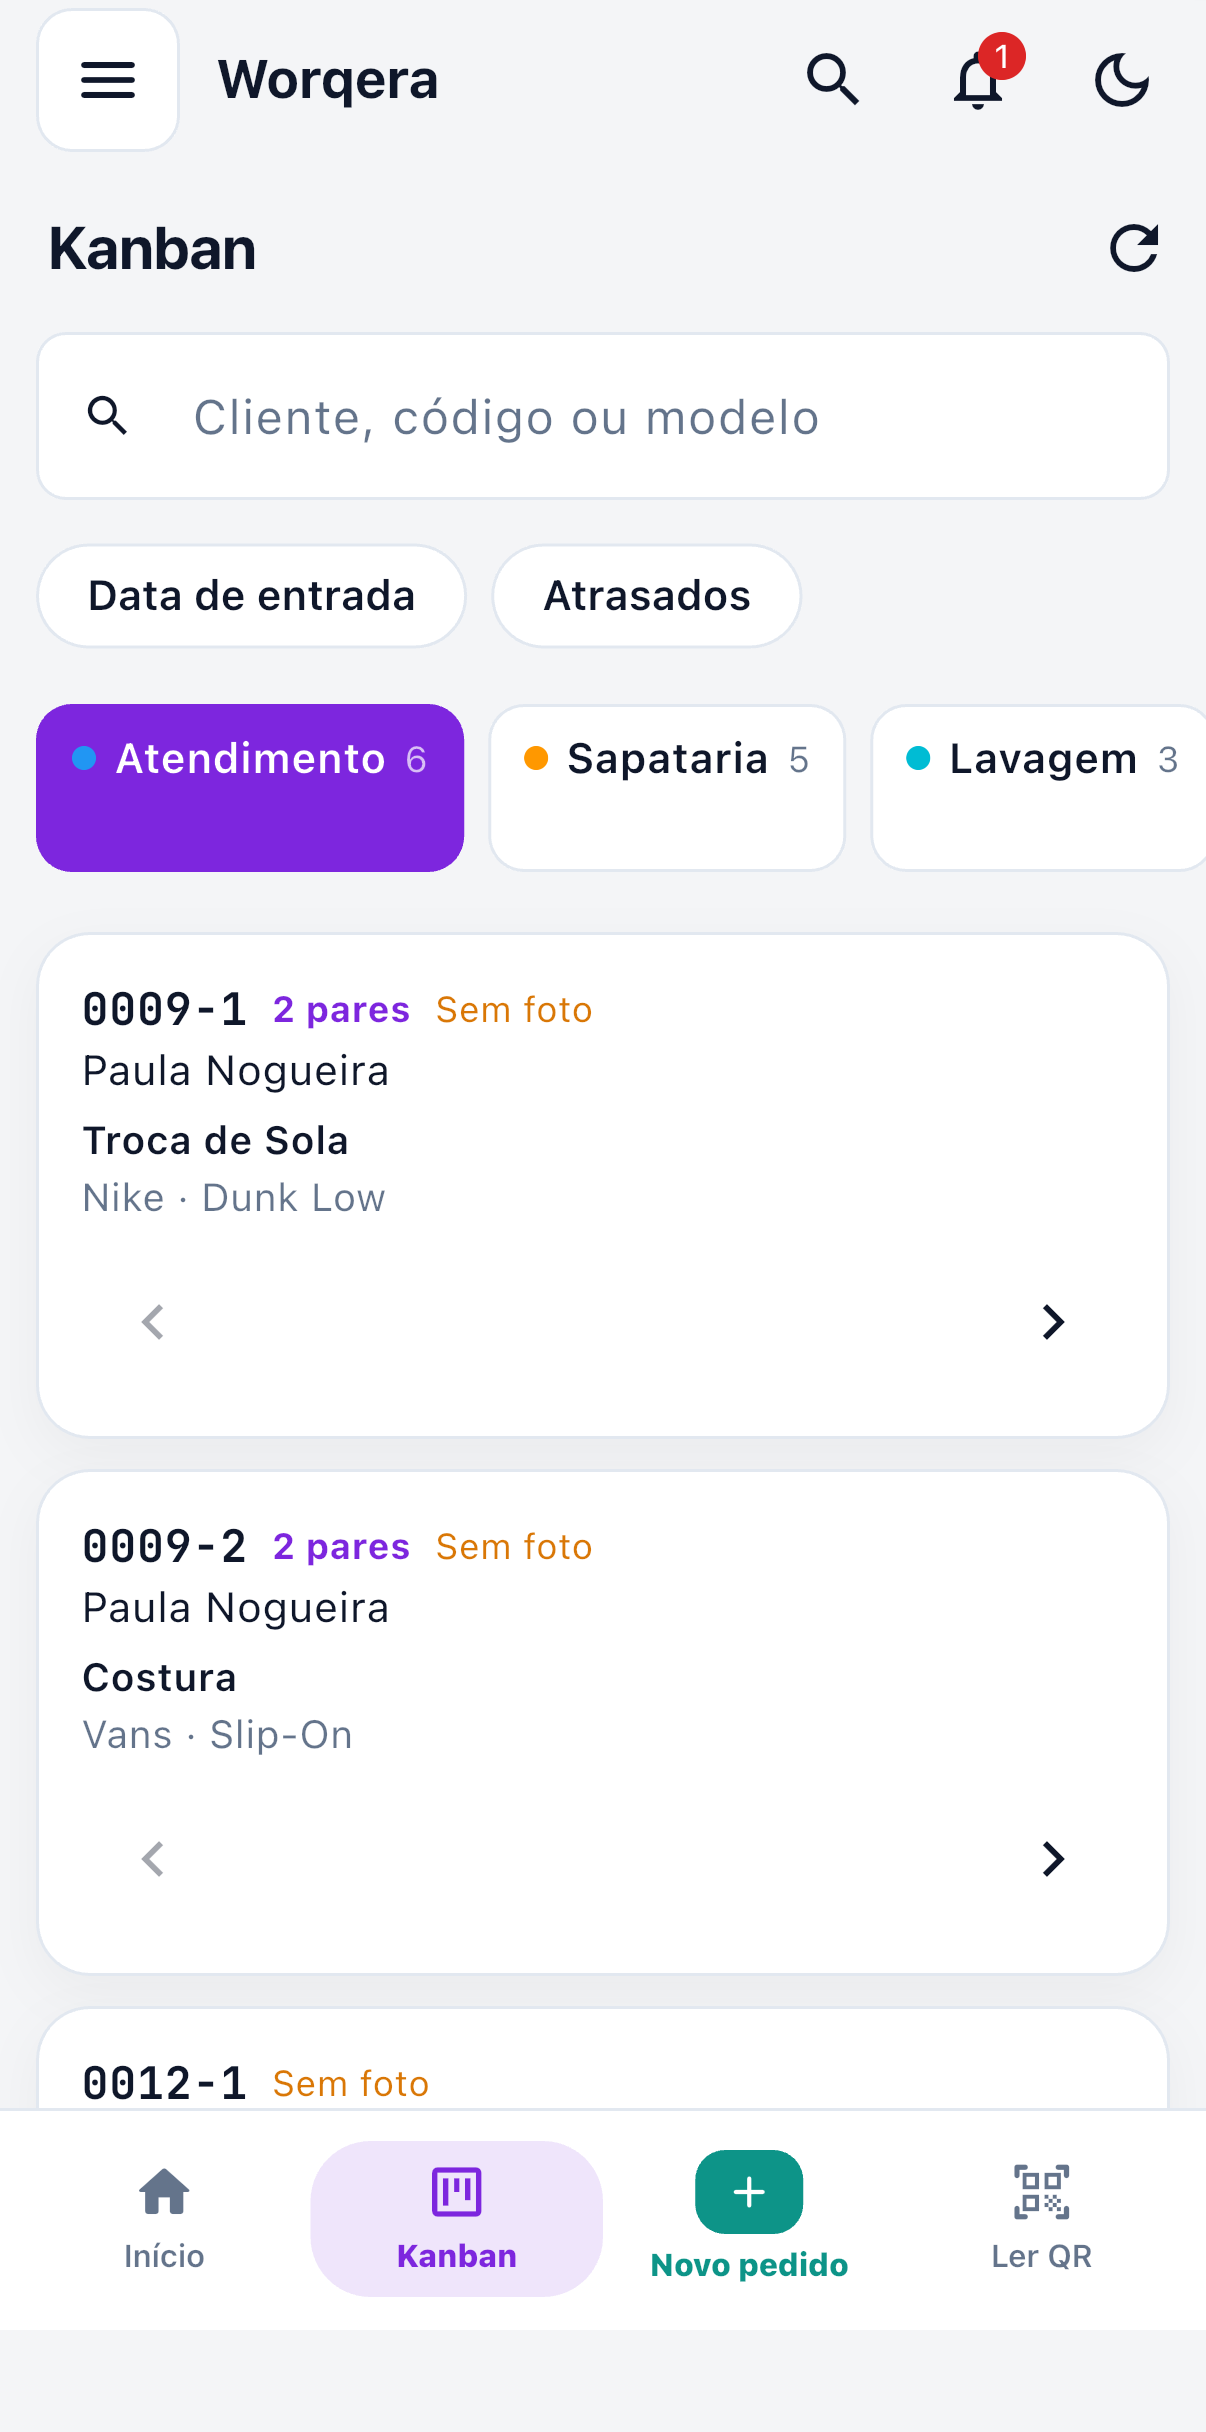 Worqera
1
Kanban
Cliente, código ou modelo
Data de entrada
Atrasados
Atendimento 6
Sapataria 5
Lavagem 3
0009-1 2 pares Sem foto
Paula Nogueira
Troca de Sola
Nike · Dunk Low
0009-2 2 pares Sem foto
Paula Nogueira
Costura
Vans · Slip-On
0012-1 Sem foto
Início
Kanban
Novo pedido
Ler QR